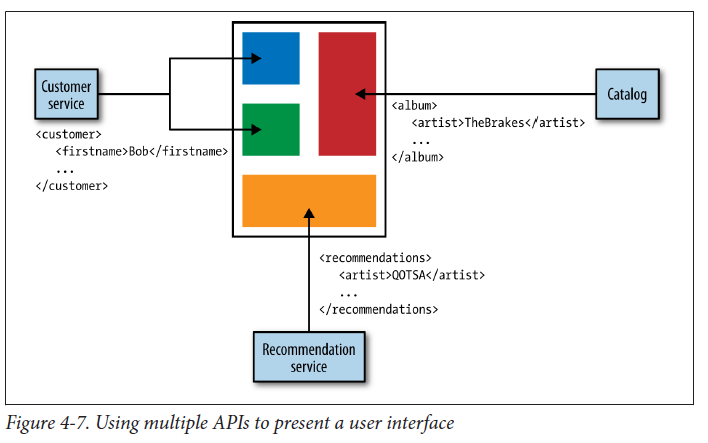 Customer
service
<customer>
<firstname>Bob</firstname>
...
</customer>
Catalog
<album>
<artist>TheBrakes</artist>
...
</album>
<recommendations>
<artist>QOTSA</artist>
...
</recommendations>
Recommendation
service
Figure 4-7. Using multiple APIs to present a user interface